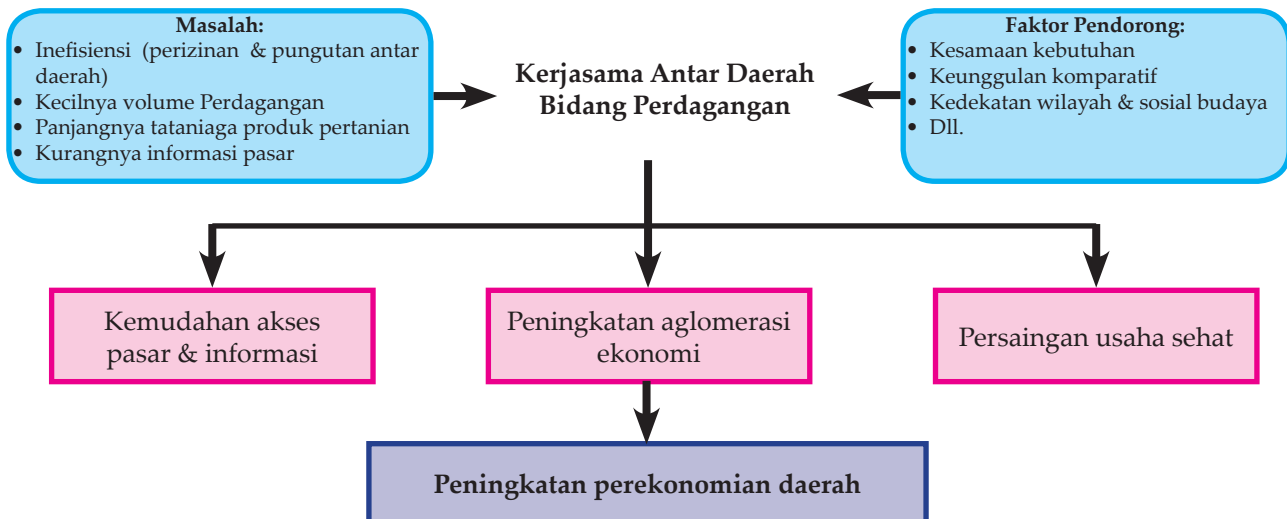 Masalah:
• Inefisiensi (perizinan & pungutan antar
daerah)
• Kecilnya volume Perdagangan
• Panjangnya tataniaga produk pertanian
• Kurangnya informasi pasar
Kerjasama Antar Daerah
Bidang Perdagangan
Faktor Pendorong:
• Kesamaan kebutuhan
• Keunggulan komparatif
• Kedekatan wilayah & sosial budaya
• Dll.
Kemudahan akses
pasar & informasi
Peningkatan aglomerasi
ekonomi
Persaingan usaha sehat
Peningkatan perekonomian daerah